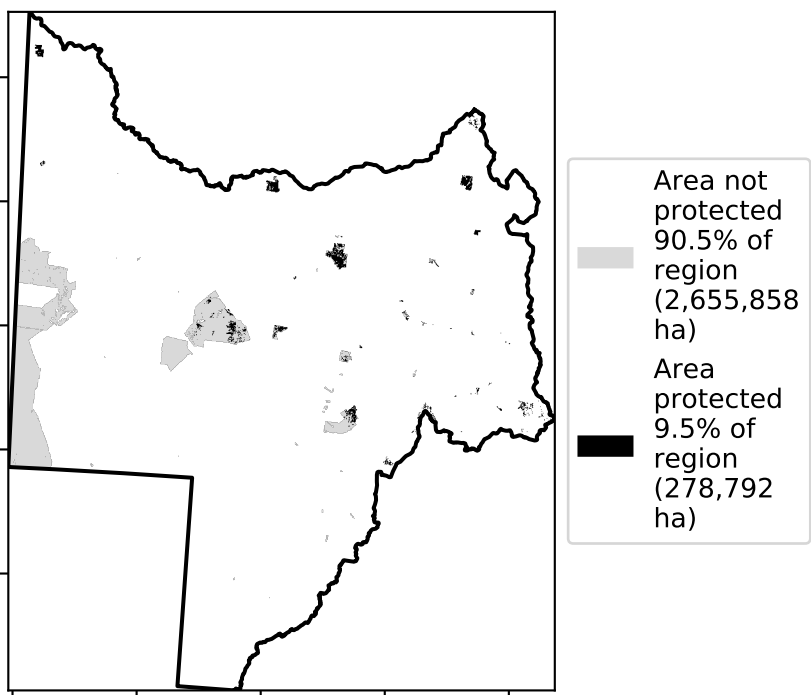 Area not
protected
90.5% of
region
(2,655,858
ha)
Area
protected
9.5% of
region
(278,792
ha)